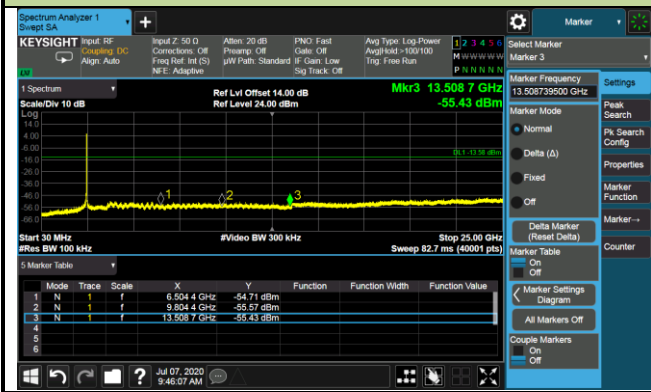 Spectrum Analyzer 1
Swept SA
Marker
KEYSIGHT
Input: RF
Coupling: DC
Align: Auto
Input Z: 50 Ω
Corrections: Off
Freq Ref: Int (S)
NFE: Adaptive
Atten: 20 dB
Preamp: Off
µW Path: Standard
PNO: Fast
Gate: Off
IF Gain: Low
Sig Track: Off
Avg Type: Log-Power
Avg|Hold:>100/100
Trig: Free Run
1 2 3 4 5 6
M W W W W W
P N N N N N
LM
Select Marker
Marker 3
1 Spectrum
Scale/Div 10 dB
Ref Lvl Offset 14.00 dB
Ref Level 24.00 dBm
Mkr3 13.508 7 GHz
-55.43 dBm
Log
14.0
4.00
-6.00
-16.0
-26.0
-36.0
-46.0
-56.0
-66.0
DL1 -13.58 dBm
1
2
3
Start 30 MHz
#Res BW 100 kHz
#Video BW 300 kHz
Stop 25.00 GHz
Sweep 82.7 ms (40001 pts)
5 Marker Table
Mode Trace Scale X Y Function Function Width Function Value
1 N 1 f 6.504 4 GHz -54.71 dBm
2 N 1 f 9.804 4 GHz -55.57 dBm
3 N 1 f 13.508 7 GHz -55.43 dBm
4
5
6
Marker Frequency
13.508739500 GHz
Marker Mode
Normal
Delta (Δ)
Fixed
Off
Delta Marker
(Reset Delta)
Marker Table
On
Off
Marker Settings
Diagram
All Markers Off
Couple Markers
On
Off
Settings
Peak
Search
Pk Search
Config
Properties
Marker
Function
Marker→
Counter
?
Jul 07, 2020
9:46:07 AM